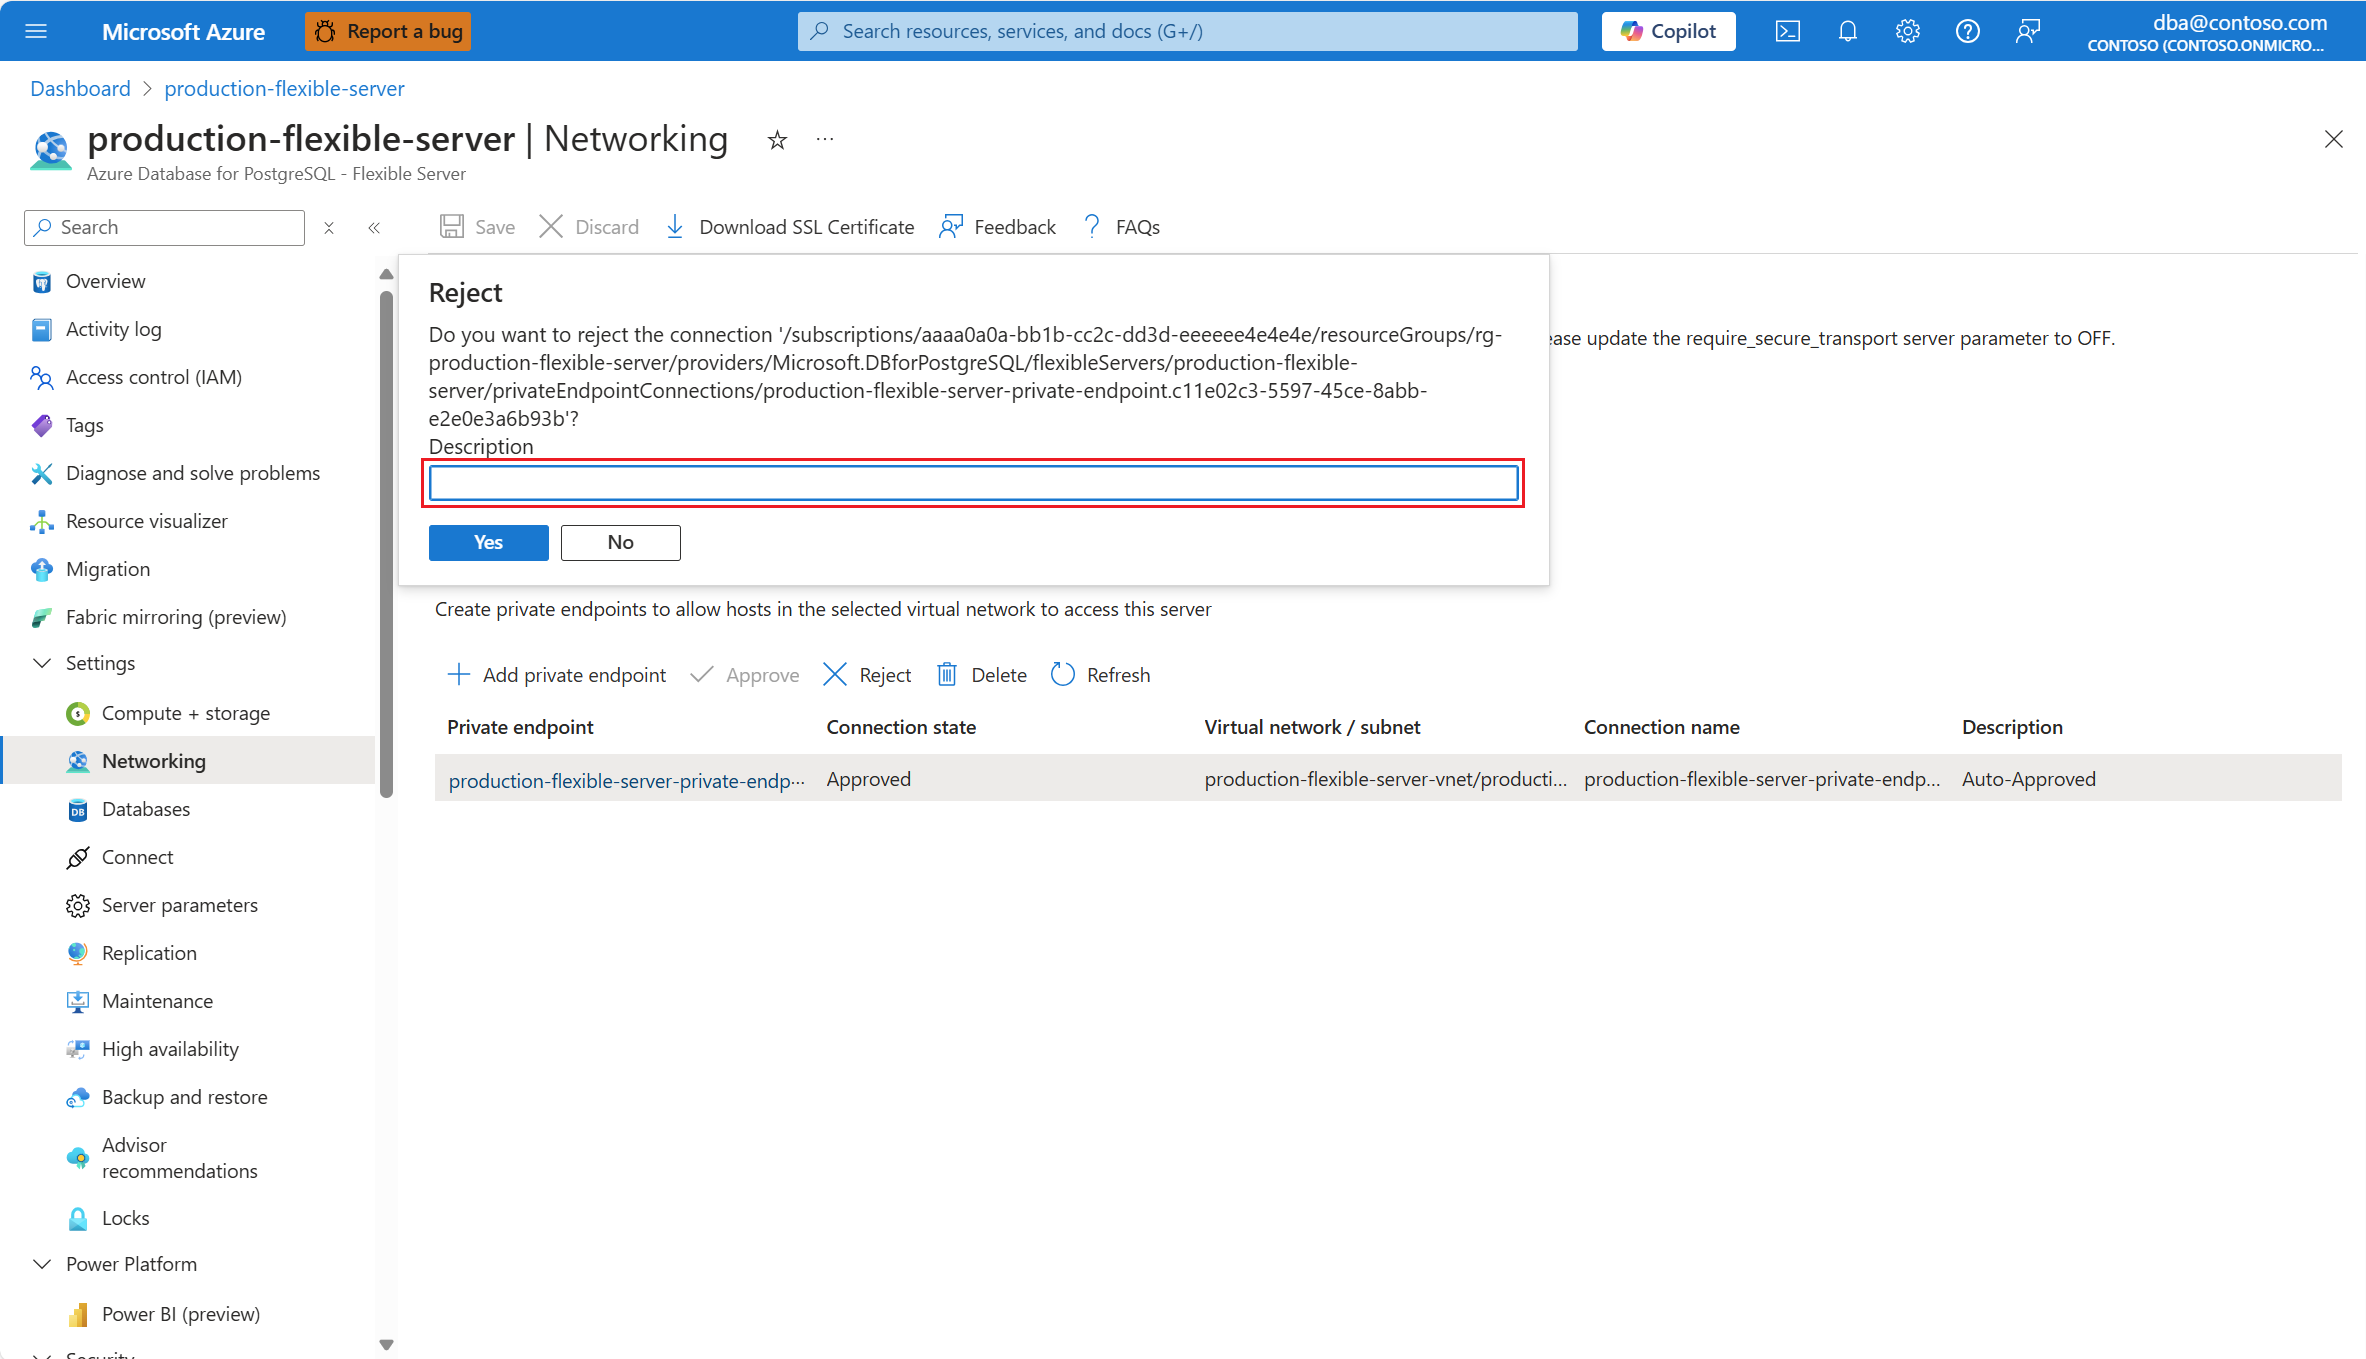 Microsoft Azure
Report a bug
Search resources, services, and docs (G+/)
Copilot
dba@contoso.com
CONTOSO (CONTOSO.ONMICRO...
Dashboard > production-flexible-server
production-flexible-server | Networking
Azure Database for PostgreSQL - Flexible Server
Search
Save
Discard
Download SSL Certificate
Feedback
FAQs
Overview
Activity log
Access control (IAM)
Tags
Diagnose and solve problems
Resource visualizer
Migration
Fabric mirroring (preview)
Settings
Compute + storage
Networking
Databases
Connect
Server parameters
Replication
Maintenance
High availability
Backup and restore
Advisor
recommendations
Locks
Power Platform
Power BI (preview)
Security
Reject
Do you want to reject the connection '/subscriptions/aaaa0a0a-bb1b-cc2c-dd3d-eeeeee4e4e4e/resourceGroups/rg-
production-flexible-server/providers/Microsoft.DBforPostgreSQL/flexibleServers/production-flexible-
server/privateEndpointConnections/production-flexible-server-private-endpoint.c11e02c3-5597-45ce-8abb-
e2e0e3a6b93b'?
Description
Yes
No
ease update the require_secure_transport server parameter to OFF.
Create private endpoints to allow hosts in the selected virtual network to access this server
Add private endpoint
Approve
Reject
Delete
Refresh
Private endpoint Connection state Virtual network / subnet Connection name Description
production-flexible-server-private-endp... Approved production-flexible-server-vnet/producti... production-flexible-server-private-endp... Auto-Approved